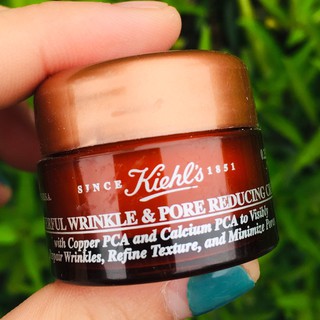 SINCE Kiehl's 1851
WRINKLE & PORE REDUCING
with Copper PCA and Calcium PCA to Visibly
Wrinkles, Refine Texture, and Minimize